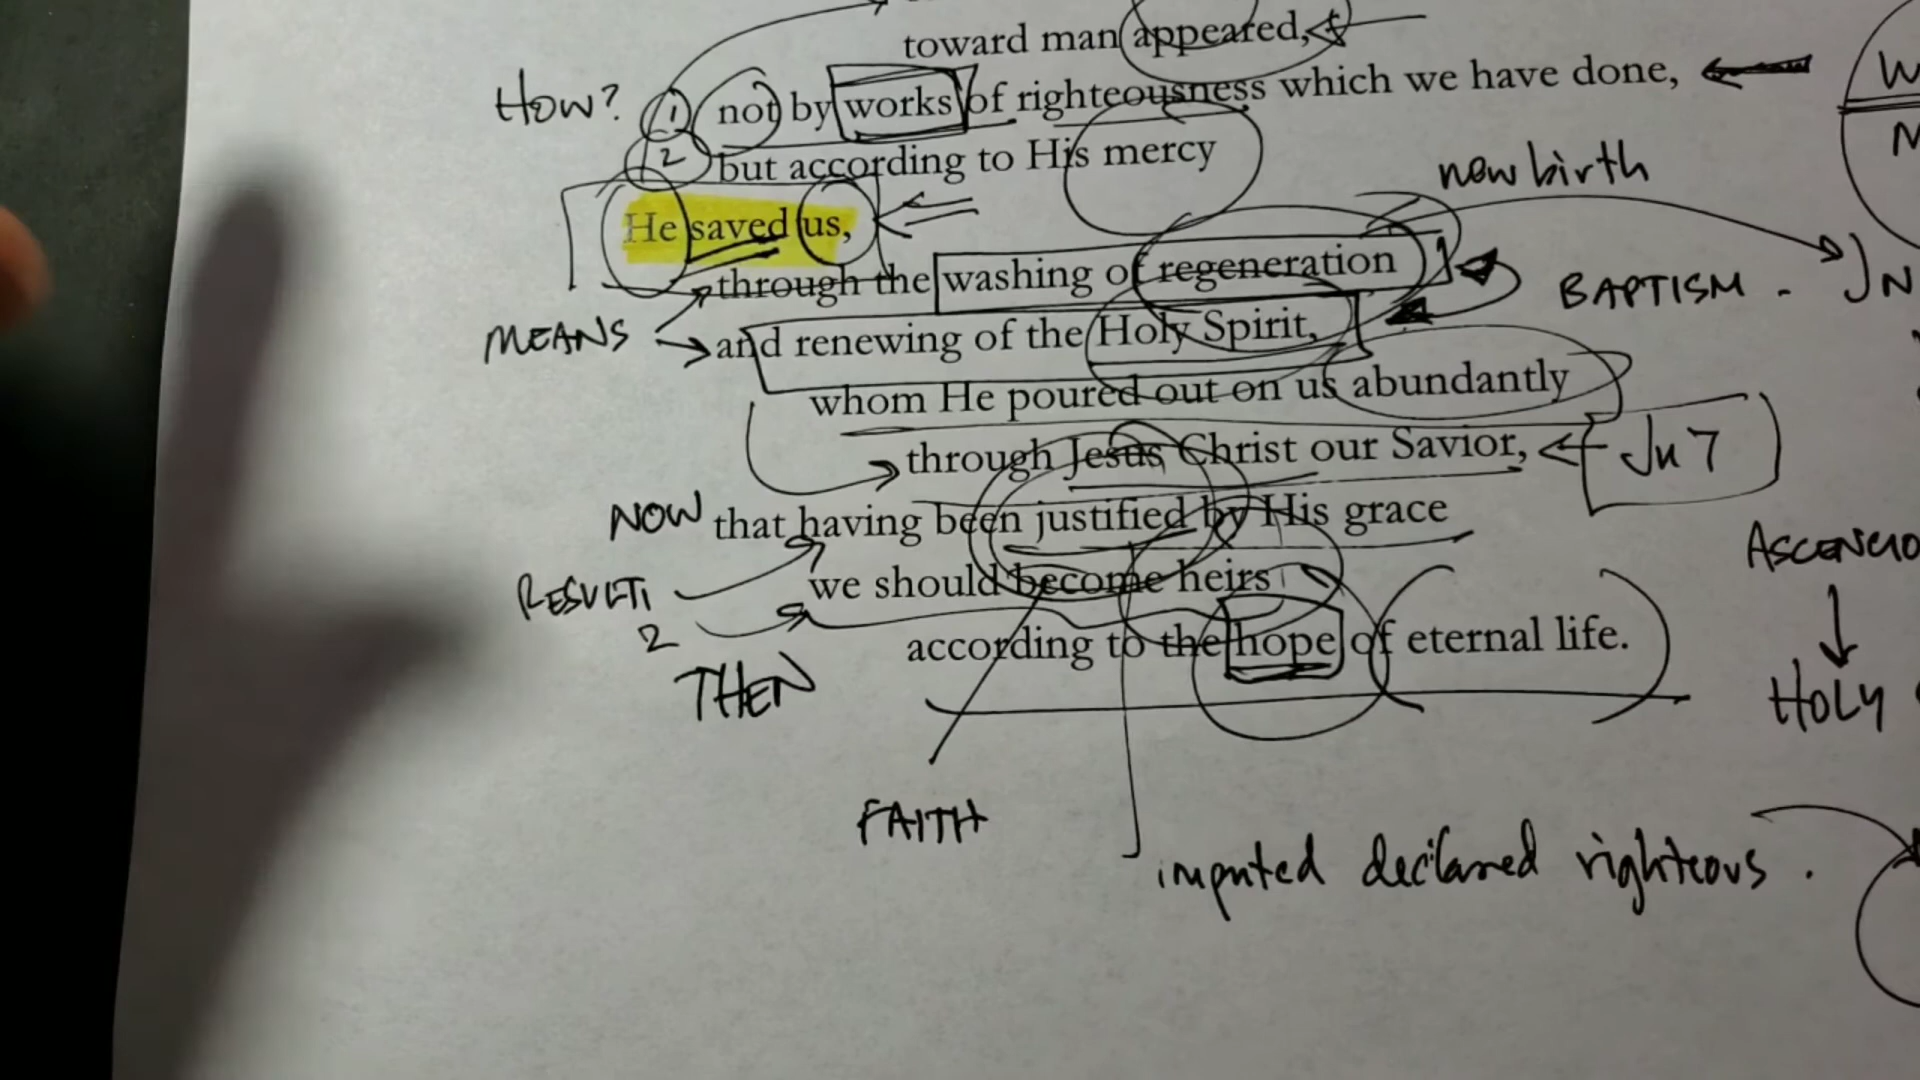 toward man appeared,
How? 1 not by works of righteousness which we have done,
2 but according to His mercy
new birth
He saved us,
through the washing of regeneration
BAPTISM. JN
MEANS
and renewing of the Holy Spirit,
whom He poured out on us abundantly
through Jesus Christ our Savior,
Jn 7
NOW that having been justified by His grace
RESULT 1
we should become heirs
2
according to the hope of eternal life.
THEN
HOLY
FAITH
imputed declared righteous.